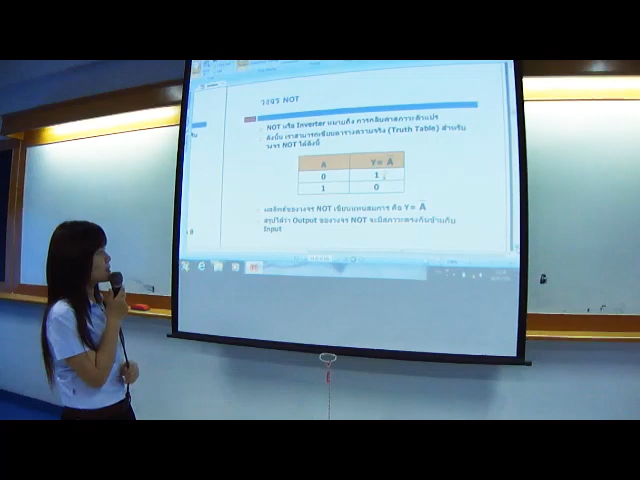 วงจร NOT
NOT หรือ Inverter หมายถึง การกลับค่าสภาวะตัวแปร
ดังนั้น เราสามารถเขียนตารางความจริง (Truth Table) สำหรับ
วงจร NOT ได้ดังนี้
A Y= A̅
0 1
1 0
ผลลัพธ์ของวงจร NOT เขียนแทนสมการ คือ Y= A̅
สรุปได้ว่า Output ของวงจร NOT จะมีสภาวะตรงกันข้ามกับ
Input